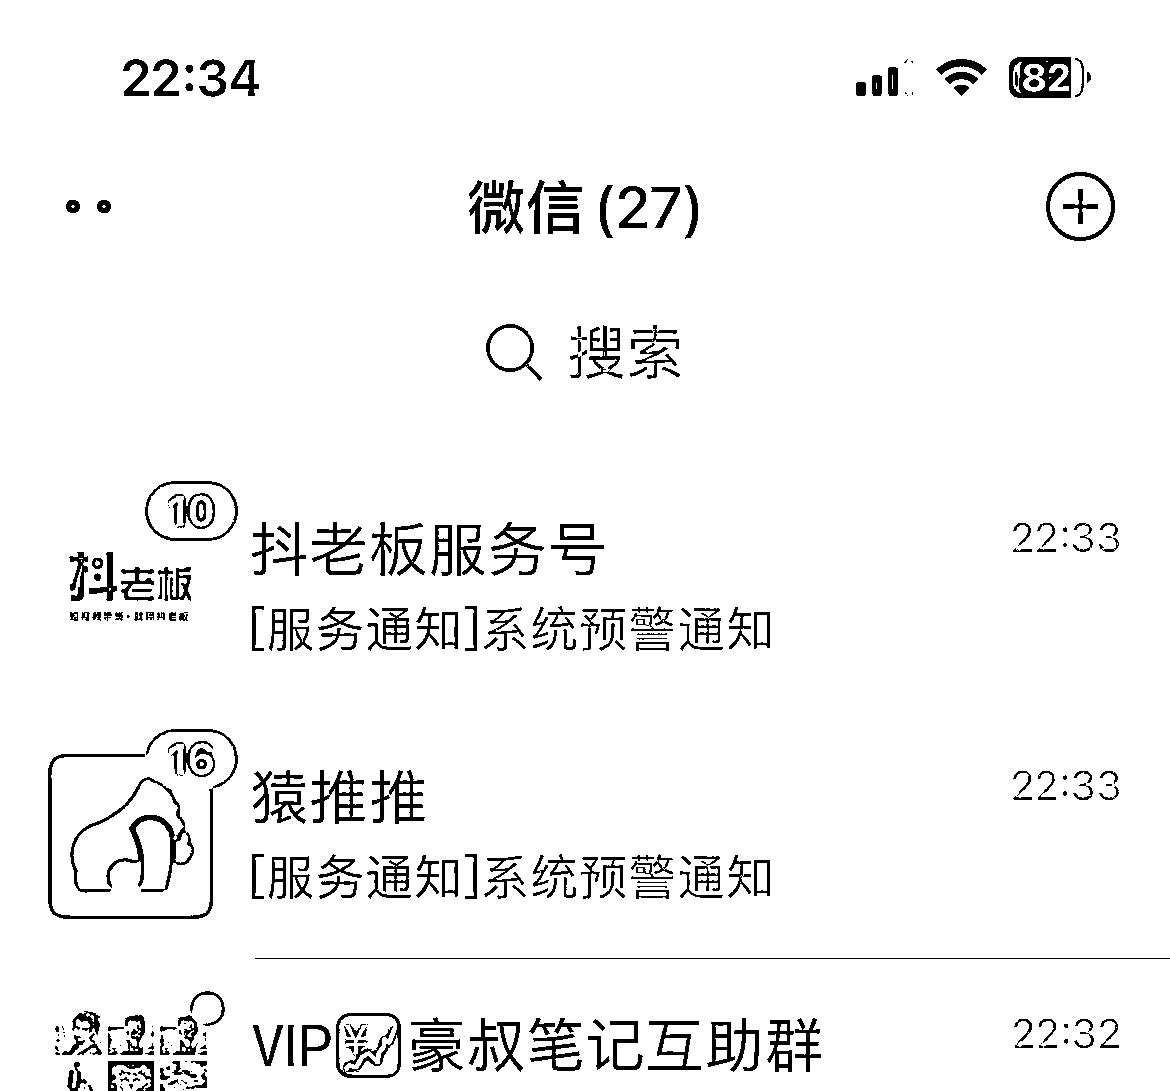 22:34 82
微信 (27)
搜索
10
抖老板服务号 22:33
抖老板
[服务通知]系统预警通知
16
猿推推 22:33
[服务通知]系统预警通知
VIP💹豪叔笔记互助群 22:32